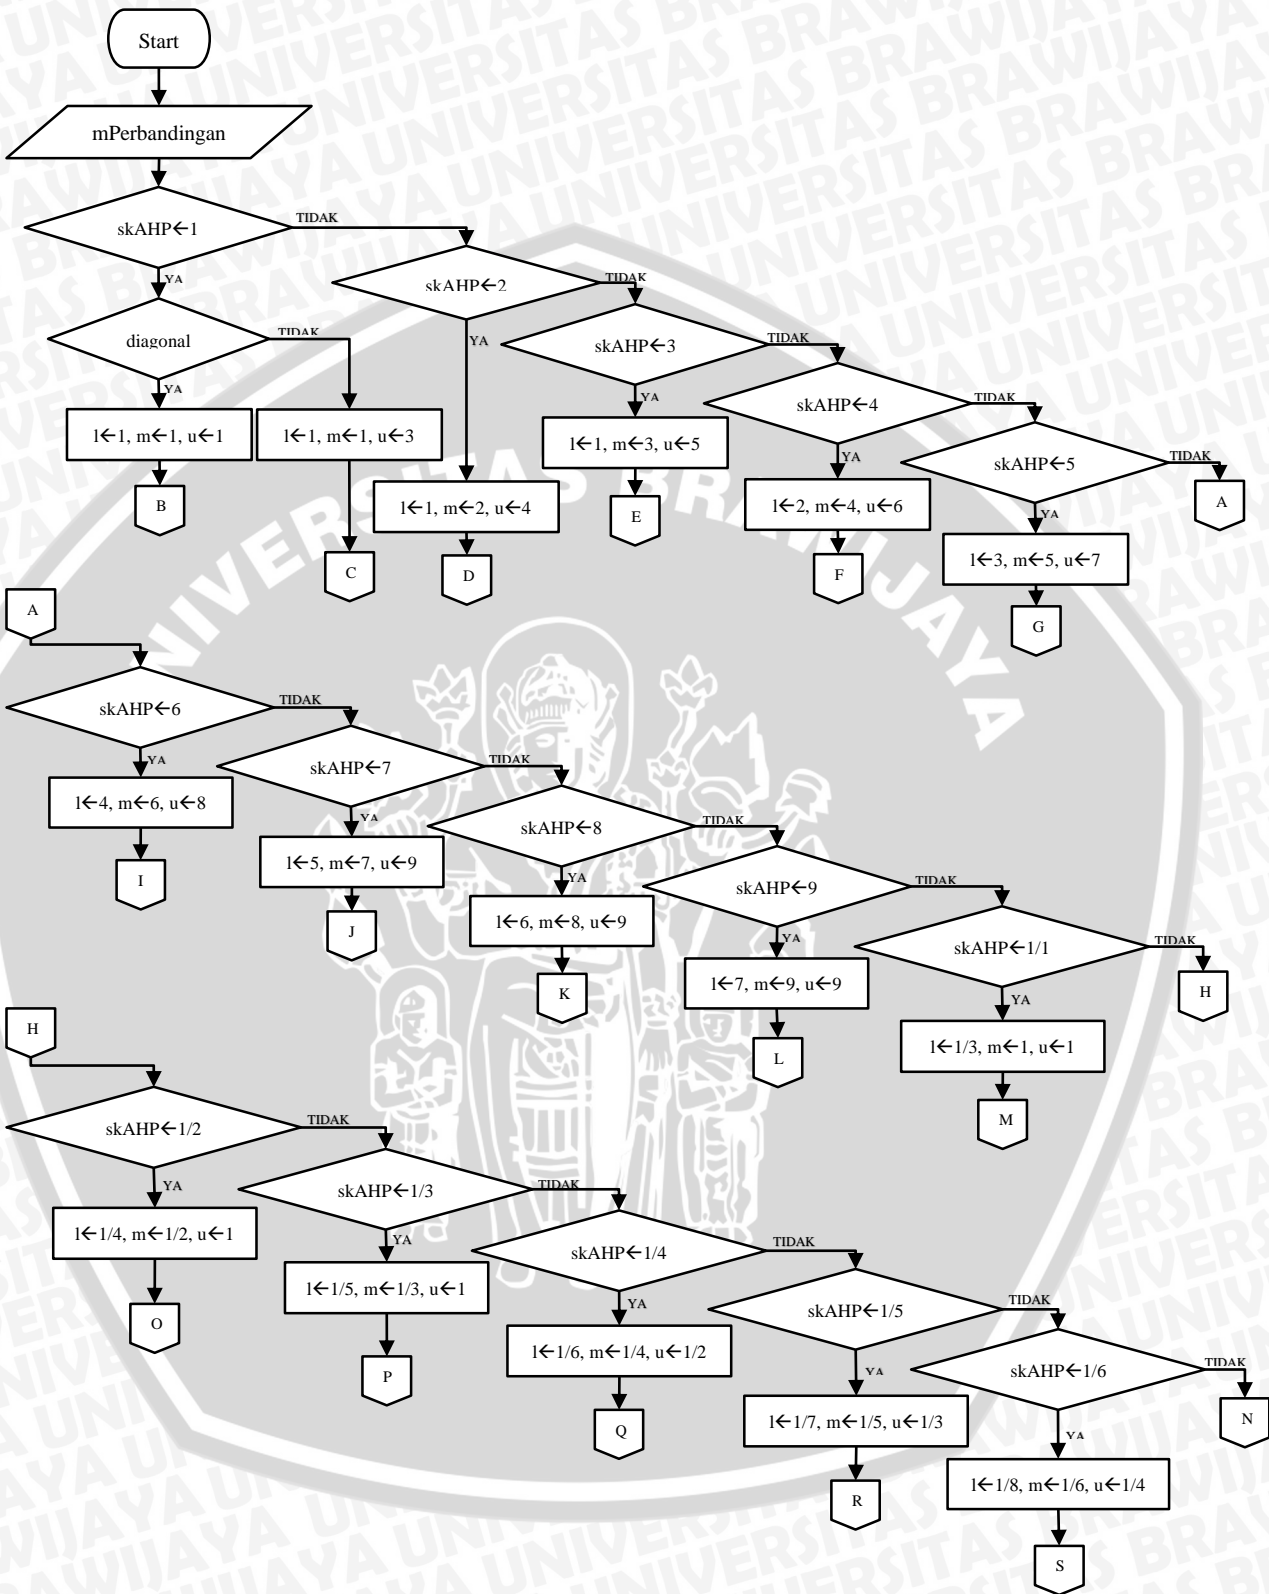 Start
mPerbandingan
skAHP←1
TIDAK
YA
skAHP←2
TIDAK
YA
diagonal
TIDAK
YA
skAHP←3
TIDAK
YA
skAHP←4
TIDAK
YA
skAHP←5
TIDAK
YA
l←1, m←1, u←1
l←1, m←1, u←3
l←1, m←2, u←4
l←1, m←3, u←5
l←2, m←4, u←6
l←3, m←5, u←7
B
C
D
E
F
G
A
A
skAHP←6
TIDAK
YA
skAHP←7
TIDAK
YA
skAHP←8
TIDAK
YA
skAHP←9
TIDAK
YA
skAHP←1/1
TIDAK
YA
l←4, m←6, u←8
l←5, m←7, u←9
l←6, m←8, u←9
l←7, m←9, u←9
l←1/3, m←1, u←1
I
J
K
L
M
H
H
skAHP←1/2
TIDAK
YA
skAHP←1/3
TIDAK
YA
skAHP←1/4
TIDAK
YA
skAHP←1/5
TIDAK
YA
skAHP←1/6
TIDAK
YA
l←1/4, m←1/2, u←1
l←1/5, m←1/3, u←1
l←1/6, m←1/4, u←1/2
l←1/7, m←1/5, u←1/3
l←1/8, m←1/6, u←1/4
O
P
Q
R
S
N
UNIVERSITAS BRAWIJAYA